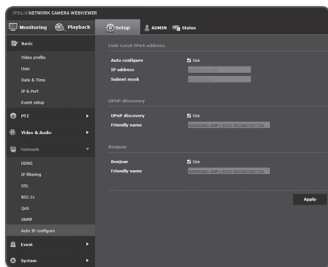 iPOLiS NETWORK CAMERA WEBVIEWER
Monitoring Playback Setup ADMIN Status
Basic
Video profile
User
Date & Time
IP & Port
Event setup
PTZ
Video & Audio
Network
DDNS
IP filtering
SSL
802.1x
QoS
SNMP
Auto IP configure
Event
System
Link-Local IPv4 address
Auto configure Use
IP address
Subnet mask
UPnP discovery
UPnP discovery Use
Friendly name
Bonjour
Bonjour Use
Friendly name
Apply